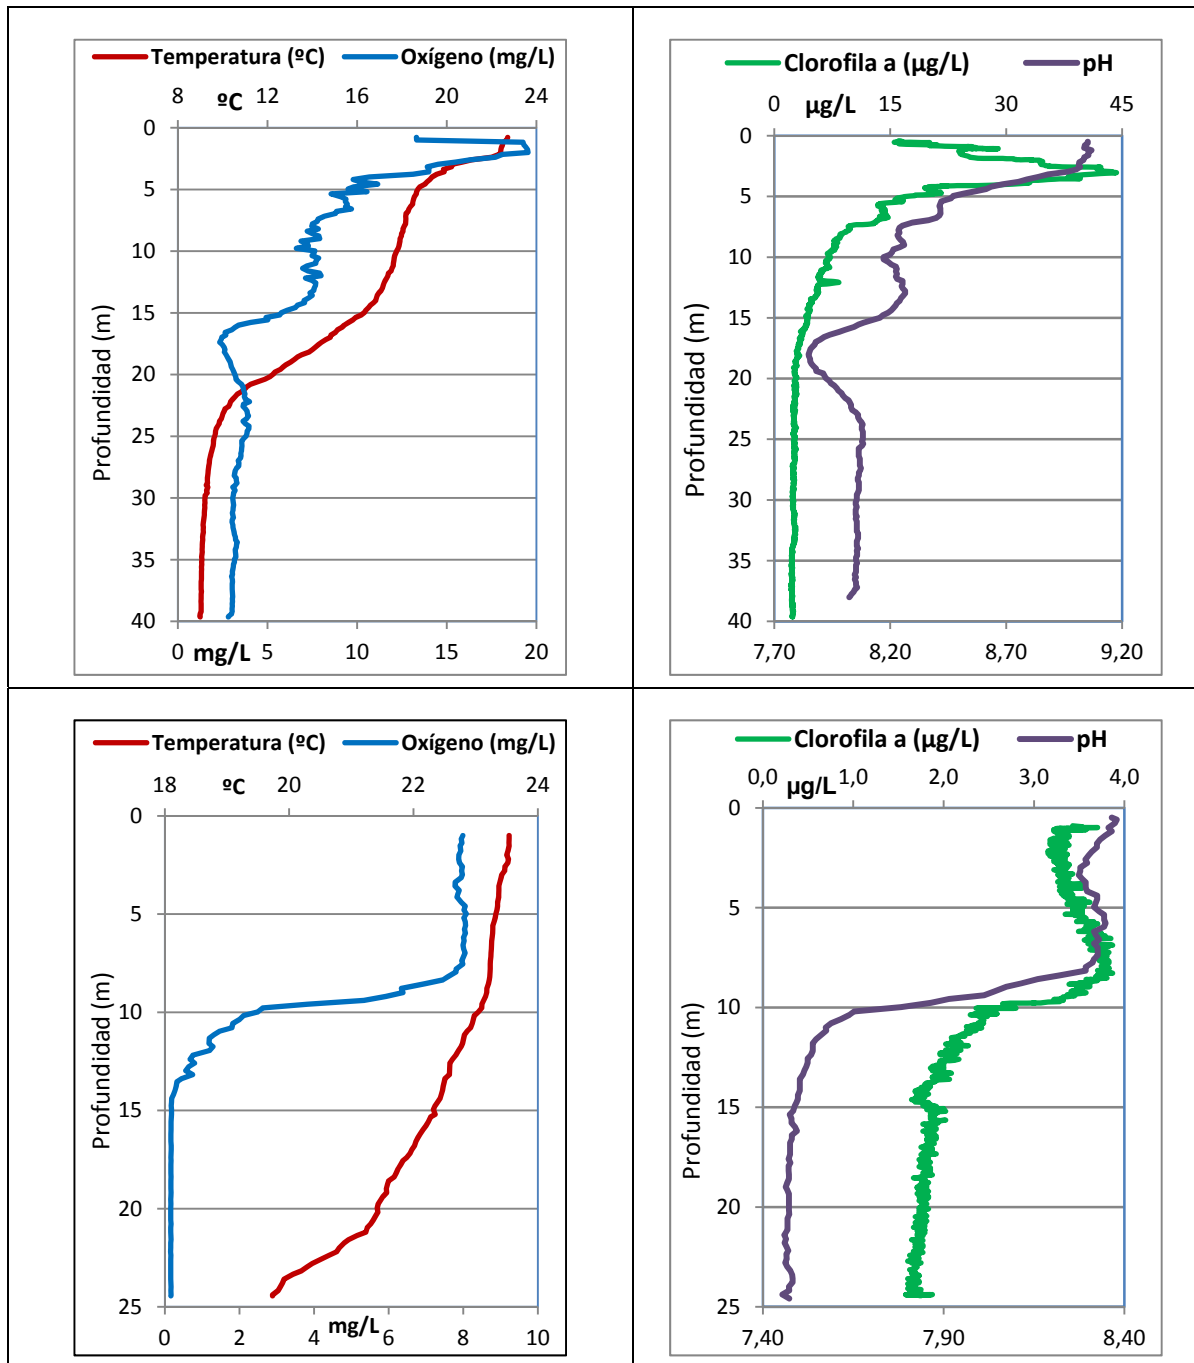 Temperatura (ºC) Oxígeno (mg/L)
8 12 16 20 24
ºC
0
5
10
15
20
25
30
35
40
Profundidad (m)
mg/L
0 5 10 15 20
Clorofila a (µg/L) pH
0 15 30 45
µg/L
0
5
10
15
20
25
30
35
40
Profundidad (m)
7,70 8,20 8,70 9,20
Temperatura (ºC) Oxígeno (mg/L)
18 20 22 24
ºC
0
5
10
15
20
25
Profundidad (m)
0 2 4 6 8 10
mg/L
Clorofila a (µg/L) pH
0,0 1,0 2,0 3,0 4,0
µg/L
0
5
10
15
20
25
Profundidad (m)
7,40 7,90 8,40